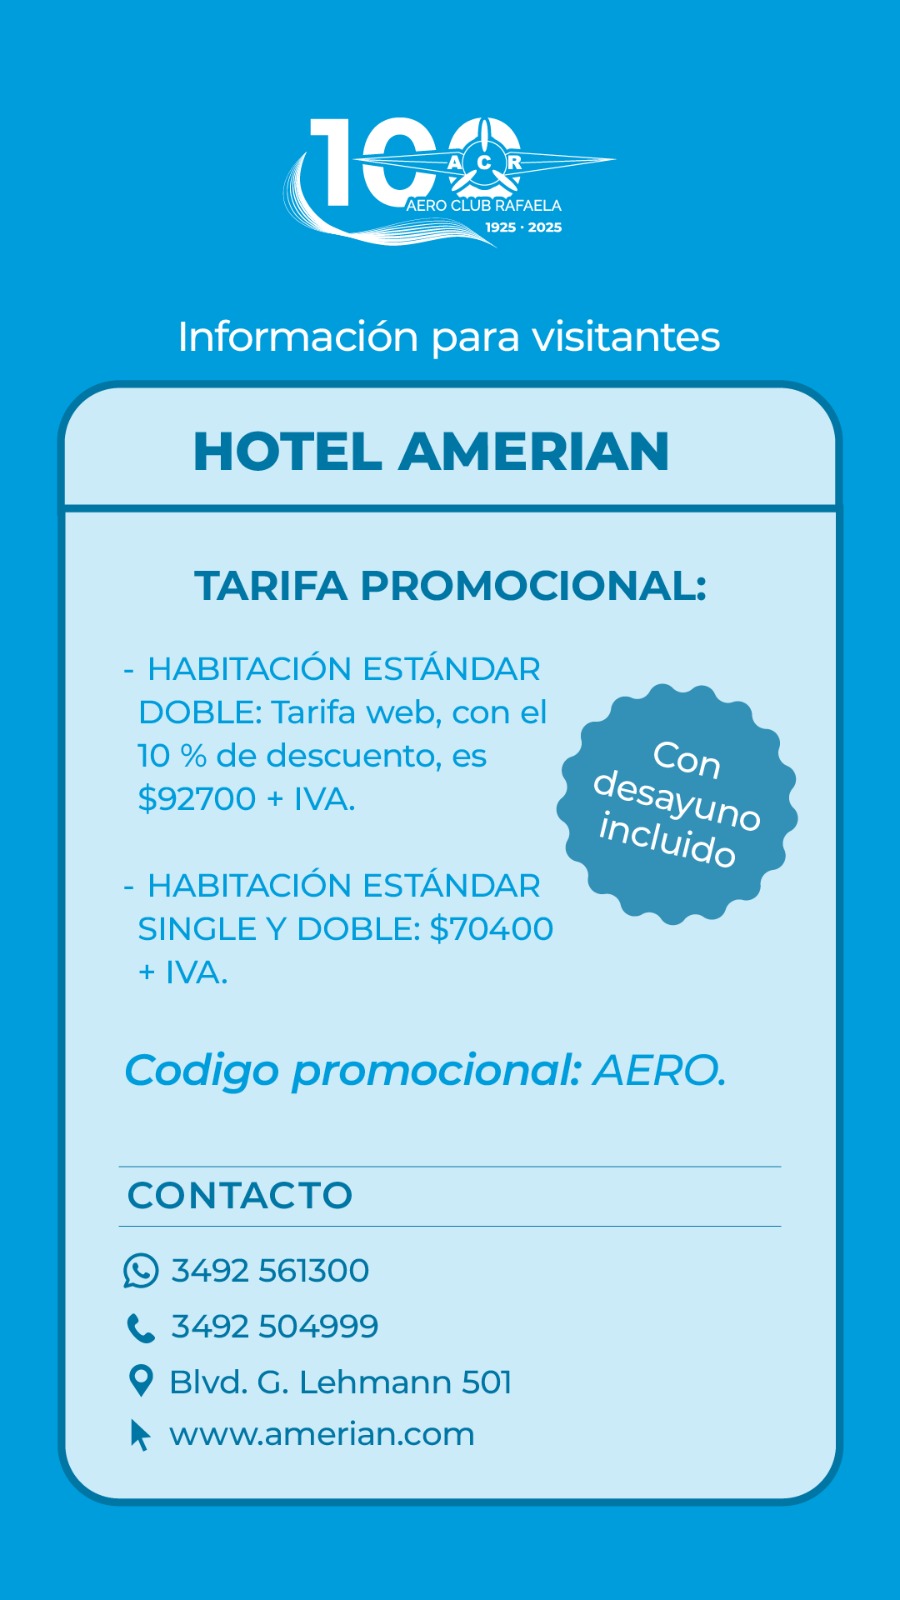 100
A C R
AERO CLUB RAFAELA
1925 · 2025
Información para visitantes
HOTEL AMERIAN
TARIFA PROMOCIONAL:
- HABITACIÓN ESTÁNDAR
DOBLE: Tarifa web, con el
10 % de descuento, es
$92700 + IVA.
Con
desayuno
incluido
- HABITACIÓN ESTÁNDAR
SINGLE Y DOBLE: $70400
+ IVA.
Codigo promocional: AERO.
CONTACTO
3492 561300
3492 504999
Blvd. G. Lehmann 501
www.amerian.com